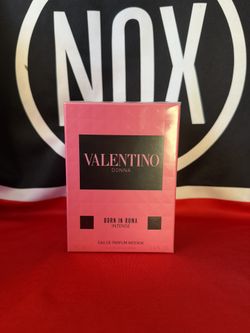 NOX
VALENTINO
DONNA
BORN IN ROMA
INTENSE
EAU DE PARFUM INTENSE